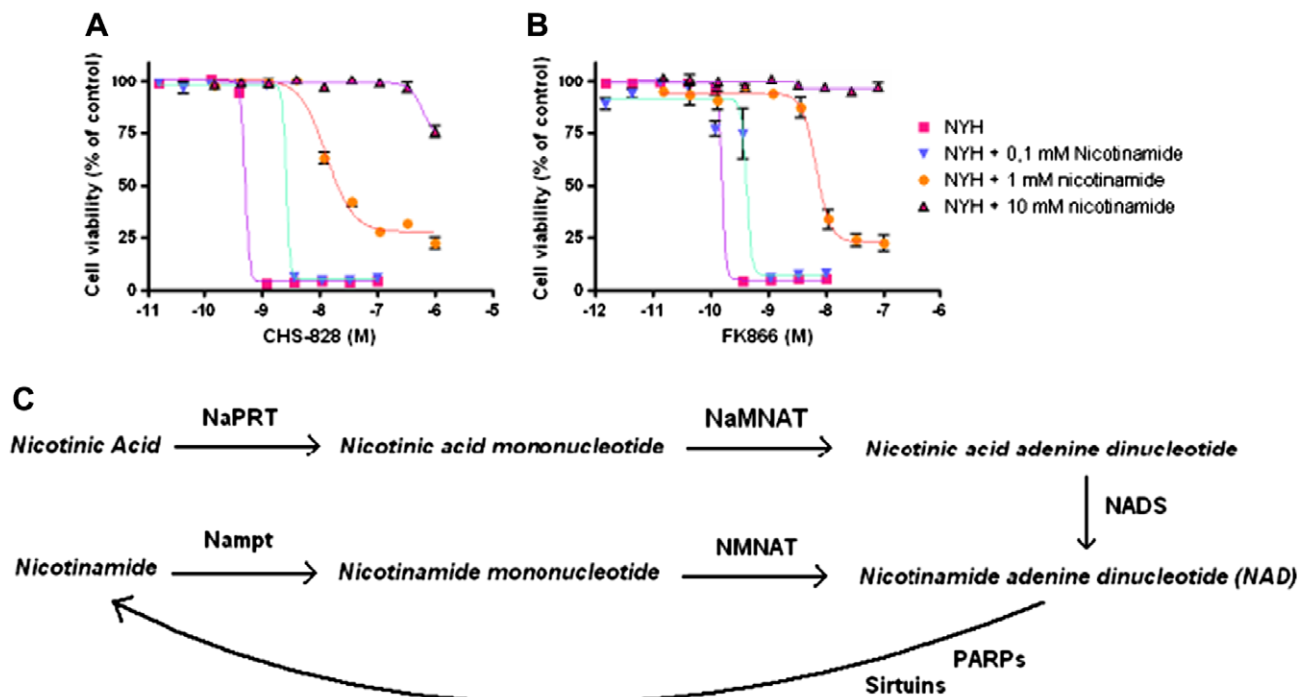 A
Cell viability (% of control)
100
75
50
25
0
-11 -10 -9 -8 -7 -6 -5
CHS-828 (M)
B
Cell viability (% of control)
100
75
50
25
0
-12 -11 -10 -9 -8 -7 -6
FK866 (M)
NYH
NYH + 0,1 mM Nicotinamide
NYH + 1 mM nicotinamide
NYH + 10 mM nicotinamide
C
NaPRT
NaMNAT
Nicotinic Acid
Nicotinic acid mononucleotide
Nicotinic acid adenine dinucleotide
NADS
Nampt
NMNAT
Nicotinamide
Nicotinamide mononucleotide
Nicotinamide adenine dinucleotide (NAD)
PARPs
Sirtuins